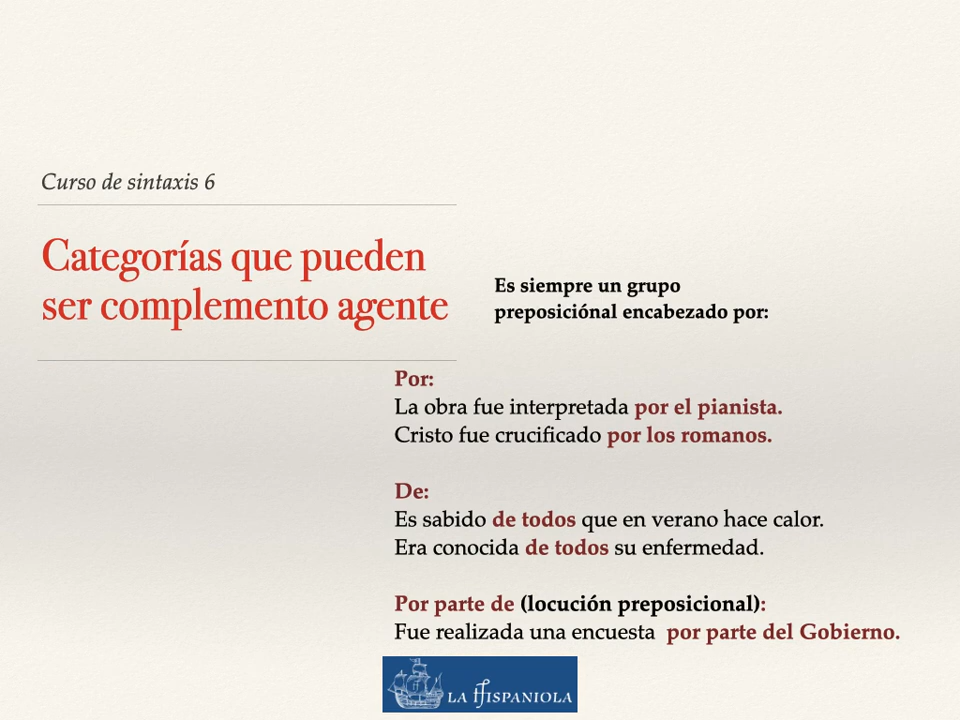 Curso de sintaxis 6
Categorías que pueden
ser complemento agente
Es siempre un grupo
preposiciónal encabezado por:
Por:
La obra fue interpretada por el pianista.
Cristo fue crucificado por los romanos.
De:
Es sabido de todos que en verano hace calor.
Era conocida de todos su enfermedad.
Por parte de (locución preposicional):
Fue realizada una encuesta por parte del Gobierno.
LA HISPANIOLA